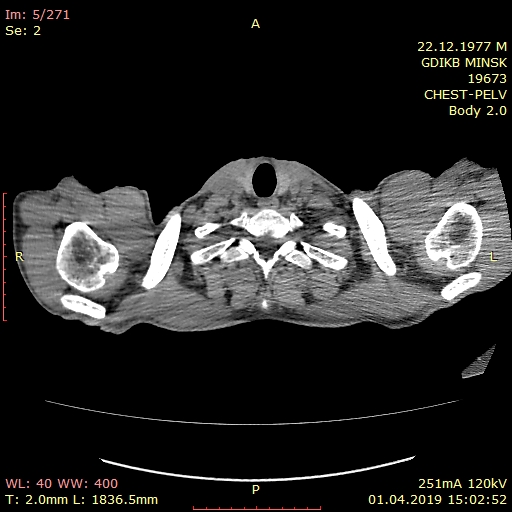 Im: 5/271
Se: 2
A
22.12.1977 M
GDIKB MINSK
19673
CHEST-PELV
Body 2.0
R
L
WL: 40 WW: 400
T: 2.0mm L: 1836.5mm
P
251mA 120kV
01.04.2019 15:02:52